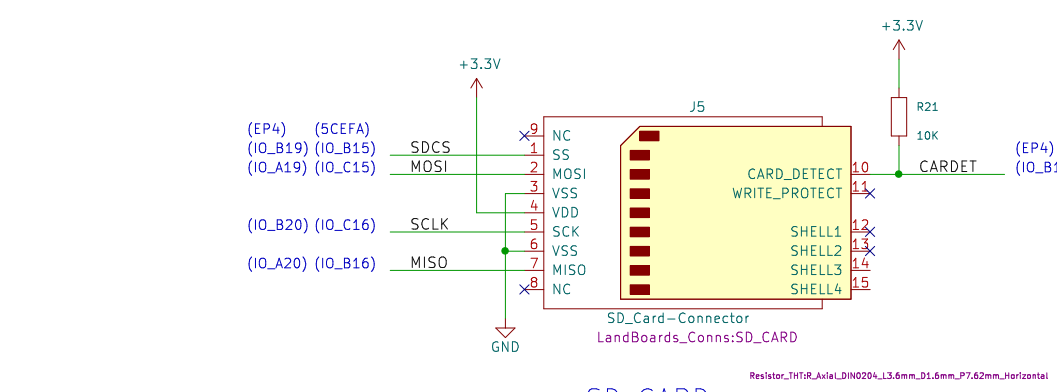 +3.3V
+3.3V
J5
R21
10K
(EP4) (5CEFA)
(IO_B19) (IO_B15) SDCS
(IO_A19) (IO_C15) MOSI
(IO_B20) (IO_C16) SCLK
(IO_A20) (IO_B16) MISO
9 NC
1 SS
2 MOSI
3 VSS
4 VDD
5 SCK
6 VSS
7 MISO
8 NC
CARD_DETECT 10
WRITE_PROTECT 11
SHELL1 12
SHELL2 13
SHELL3 14
SHELL4 15
CARDET
(EP4)
GND
SD_Card-Connector
LandBoards_Conns:SD_CARD
Resistor_THT:R_Axial_DIN0204_L3.6mm_D1.6mm_P7.62mm_Horizontal